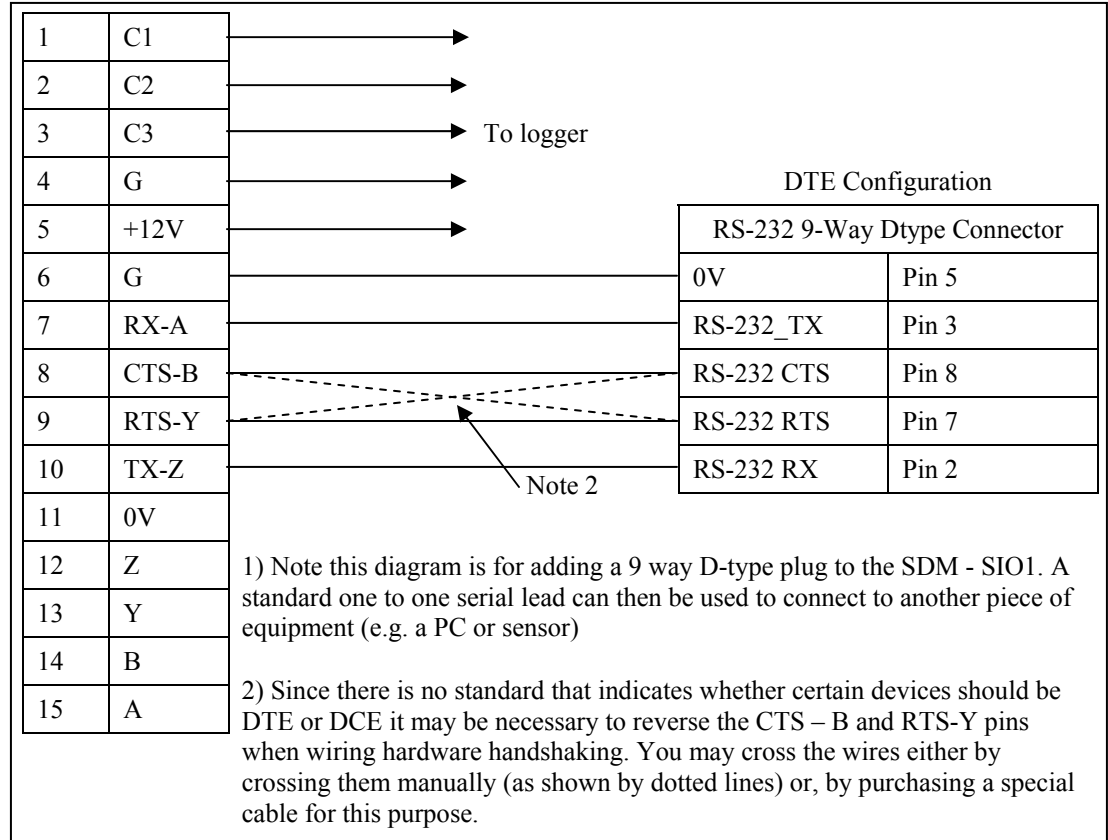 1 C1
2 C2
3 C3 To logger
4 G DTE Configuration
5 +12V RS-232 9-Way Dtype Connector
6 G 0V Pin 5
7 RX-A RS-232_TX Pin 3
8 CTS-B RS-232 CTS Pin 8
9 RTS-Y RS-232 RTS Pin 7
10 TX-Z RS-232 RX Pin 2
Note 2
11 0V
12 Z
13 Y
14 B
15 A
1) Note this diagram is for adding a 9 way D-type plug to the SDM - SIO1. A
standard one to one serial lead can then be used to connect to another piece of
equipment (e.g. a PC or sensor)
2) Since there is no standard that indicates whether certain devices should be
DTE or DCE it may be necessary to reverse the CTS – B and RTS-Y pins
when wiring hardware handshaking. You may cross the wires either by
crossing them manually (as shown by dotted lines) or, by purchasing a special
cable for this purpose.